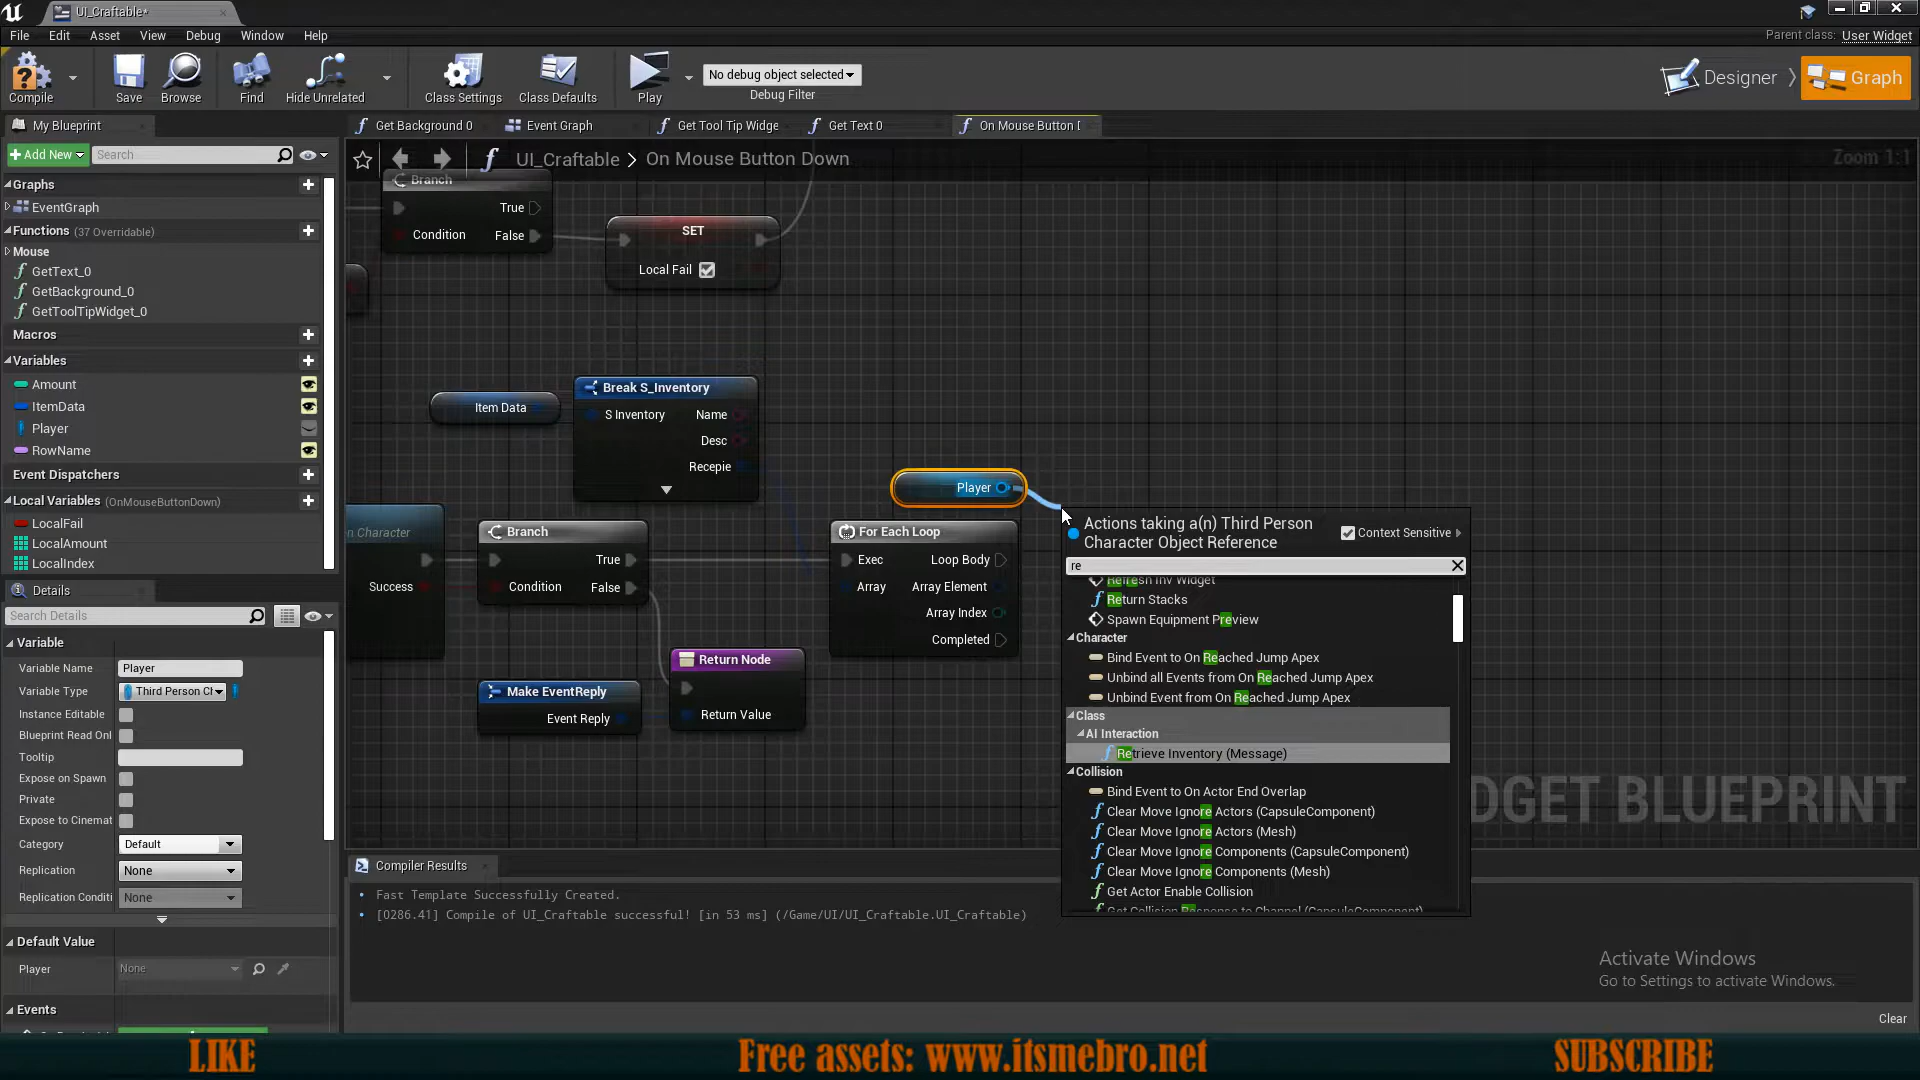 UI_Craftable*
File Edit Asset View Debug Window Help
Parent class: User Widget
Compile
Save
Browse
Find
Hide Unrelated
Class Settings
Class Defaults
Play
No debug object selected
Debug Filter
Designer
Graph
My Blueprint
Get Background 0
Event Graph
Get Tool Tip Widge
Get Text 0
On Mouse Button [
+ Add New
Search
UI_Craftable > On Mouse Button Down
Zoom 1:1
Graphs
EventGraph
Functions (37 Overridable)
Mouse
GetText_0
GetBackground_0
GetToolTipWidget_0
Macros
Variables
Amount
ItemData
Player
RowName
Event Dispatchers
Local Variables (OnMouseButtonDown)
LocalFail
LocalAmount
LocalIndex
Details
Search Details
Variable
Variable Name Player
Variable Type Third Person Cl
Instance Editable
Blueprint Read Onl
Tooltip
Expose on Spawn
Private
Expose to Cinemat
Category Default
Replication None
Replication Conditi None
Default Value
Player None
Events
Branch
True
Condition False
SET
Local Fail
Item Data
Break S_Inventory
S Inventory Name
Desc
Recepie
Player
n Character
Success
Branch
True
Condition False
For Each Loop
Exec Loop Body
Array Array Element
Array Index
Completed
Return Node
Return Value
Make EventReply
Event Reply
Actions taking a(n) Third Person
Character Object Reference
Context Sensitive
re
Refresh Inv Widget
Return Stacks
Spawn Equipment Preview
Character
Bind Event to On Reached Jump Apex
Unbind all Events from On Reached Jump Apex
Unbind Event from On Reached Jump Apex
Class
AI Interaction
Retrieve Inventory (Message)
Collision
Bind Event to On Actor End Overlap
Clear Move Ignore Actors (CapsuleComponent)
Clear Move Ignore Actors (Mesh)
Clear Move Ignore Components (CapsuleComponent)
Clear Move Ignore Components (Mesh)
Get Actor Enable Collision
Get Collision Response to Channel (CapsuleComponent)
DGET BLUEPRINT
Compiler Results
Fast Template Successfully Created.
[0286.41] Compile of UI_Craftable successful! [in 53 ms] (/Game/UI/UI_Craftable.UI_Craftable)
Activate Windows
Go to Settings to activate Windows.
Clear
LIKE
Free assets: www.itsmebro.net
SUBSCRIBE